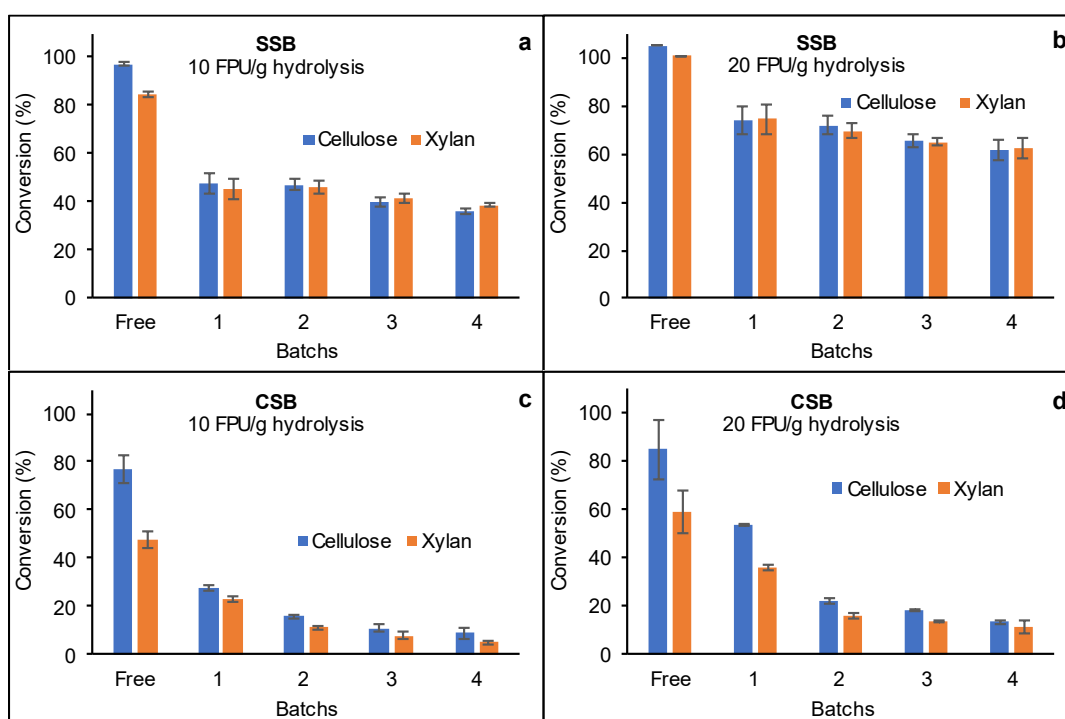 SSB
a
10 FPU/g hydrolysis
Conversion (%)
100
80
60
40
20
0
Cellulose Xylan
Free 1 2 3 4
Batchs
SSB
b
20 FPU/g hydrolysis
Conversion (%)
100
80
60
40
20
0
Cellulose Xylan
Free 1 2 3 4
Batchs
CSB
c
10 FPU/g hydrolysis
Conversion (%)
100
80
60
40
20
0
Cellulose Xylan
Free 1 2 3 4
Batchs
CSB
d
20 FPU/g hydrolysis
Conversion (%)
100
80
60
40
20
0
Cellulose Xylan
Free 1 2 3 4
Batchs